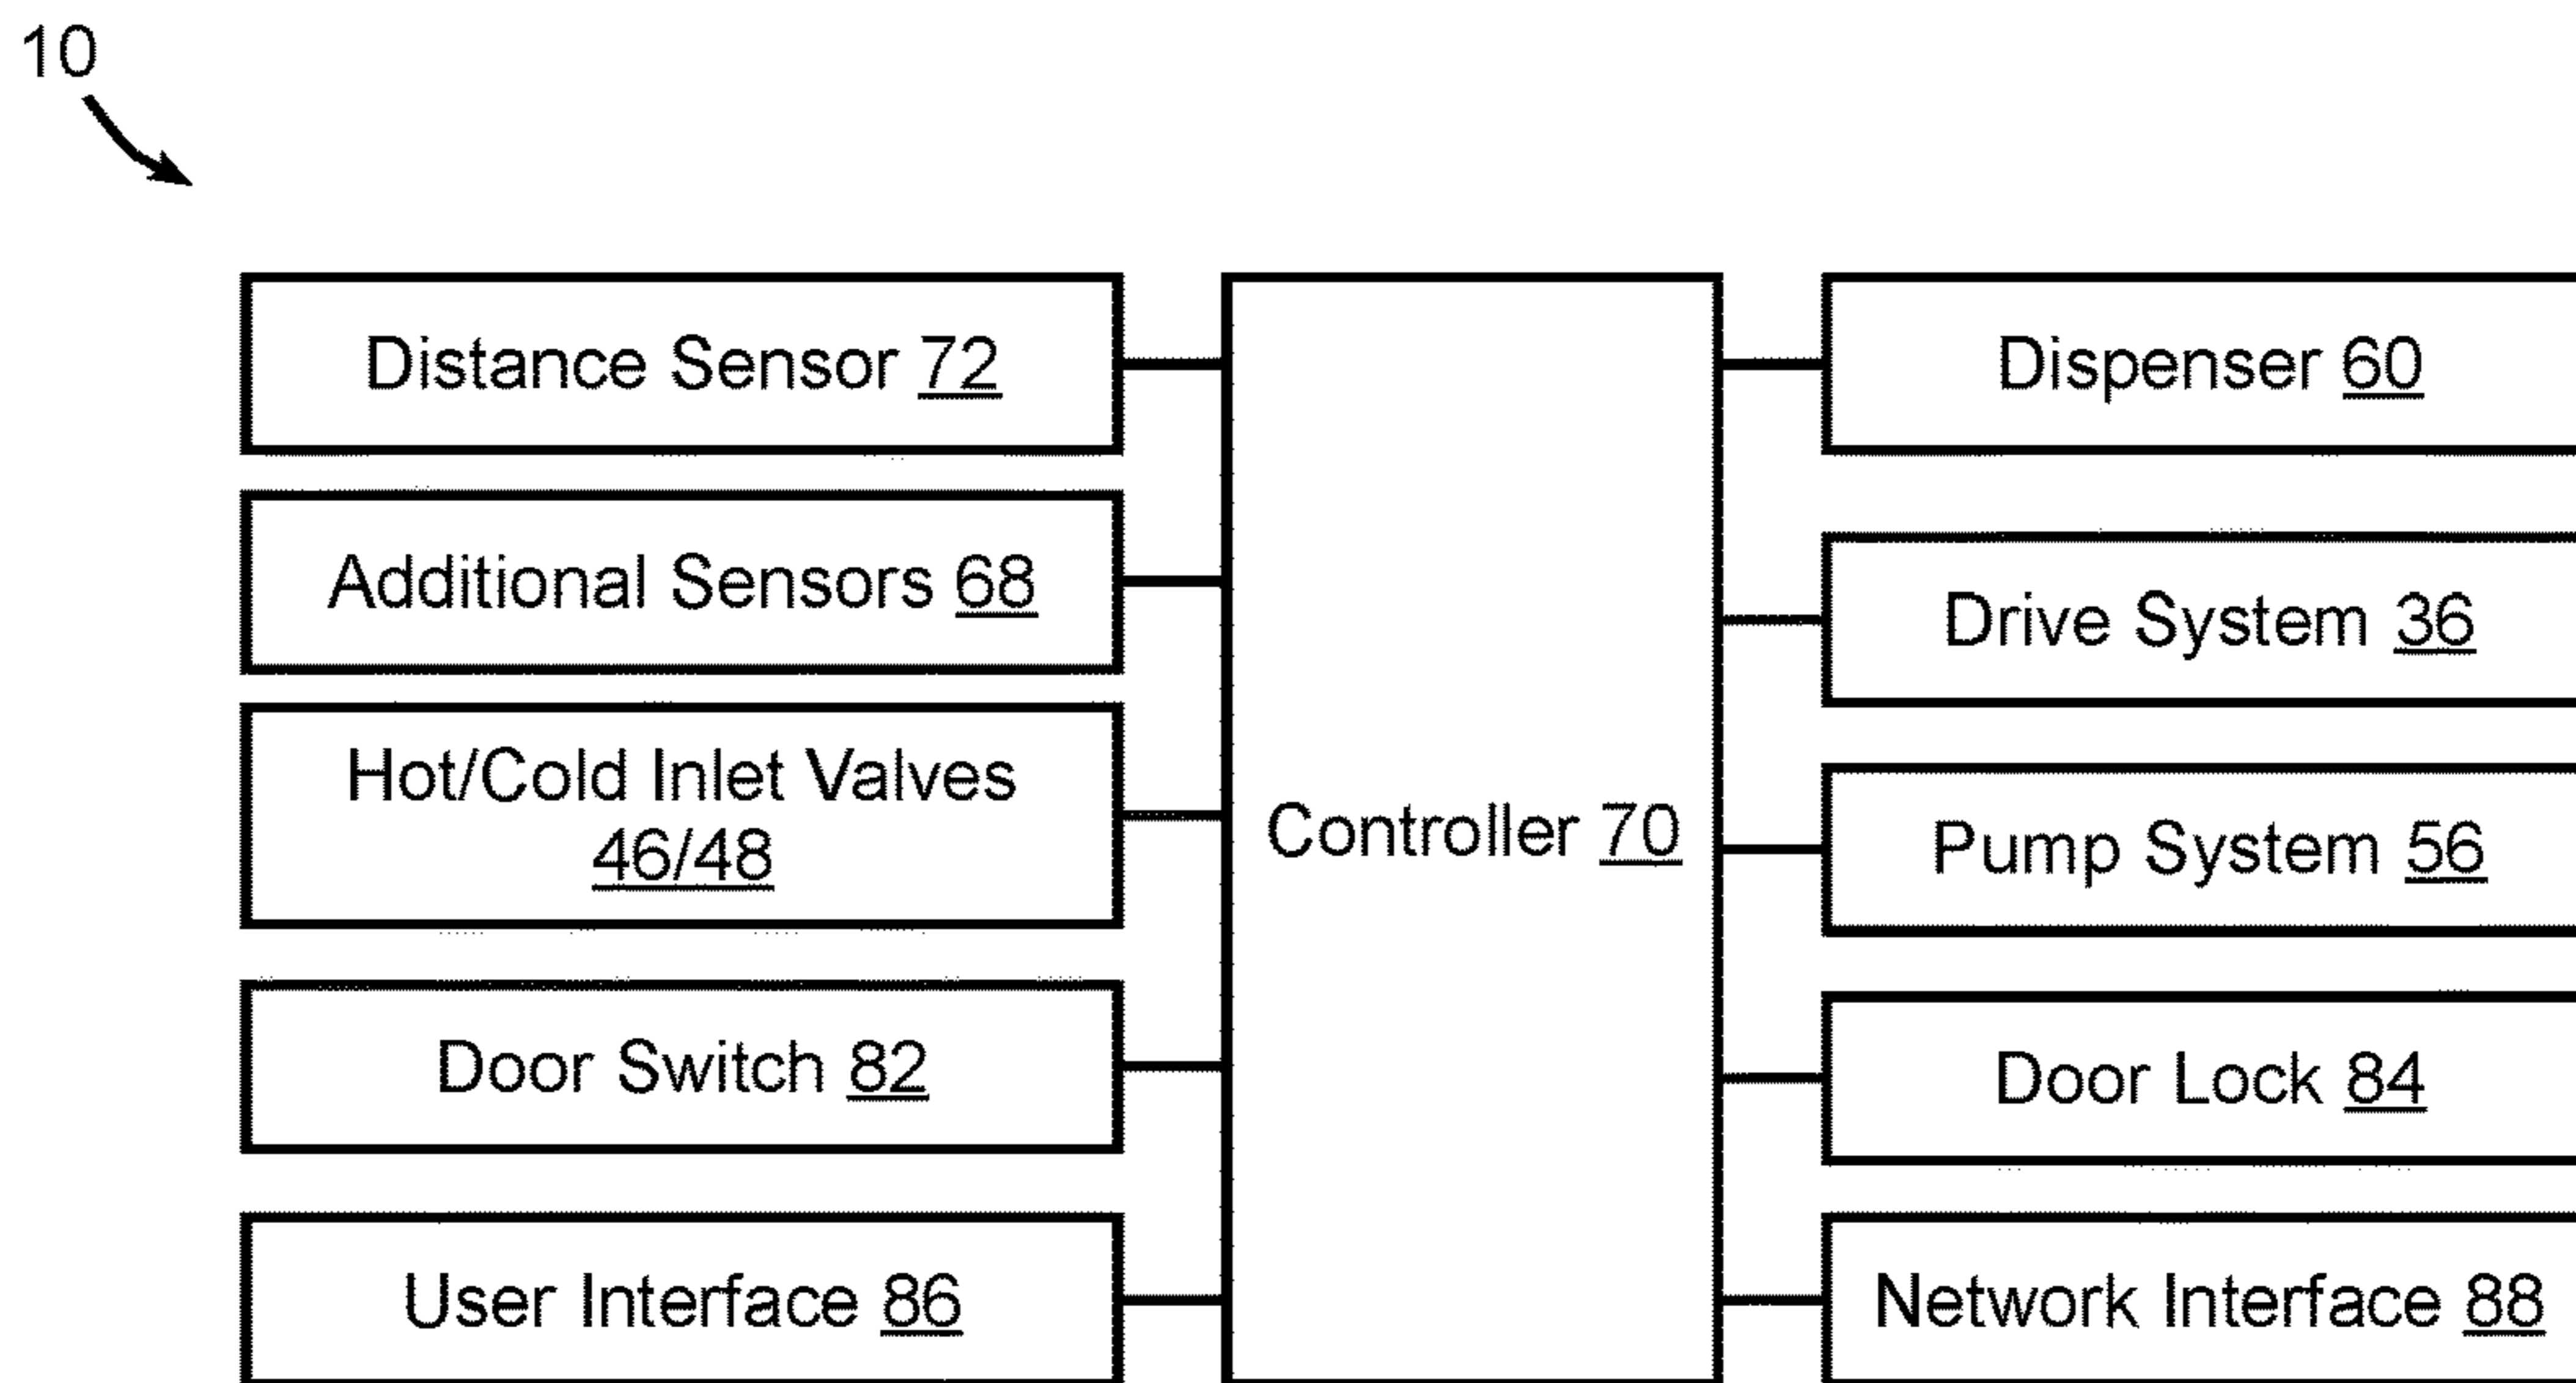 10
Distance Sensor 72
Additional Sensors 68
Hot/Cold Inlet Valves
46/48
Door Switch 82
User Interface 86
Controller 70
Dispenser 60
Drive System 36
Pump System 56
Door Lock 84
Network Interface 88